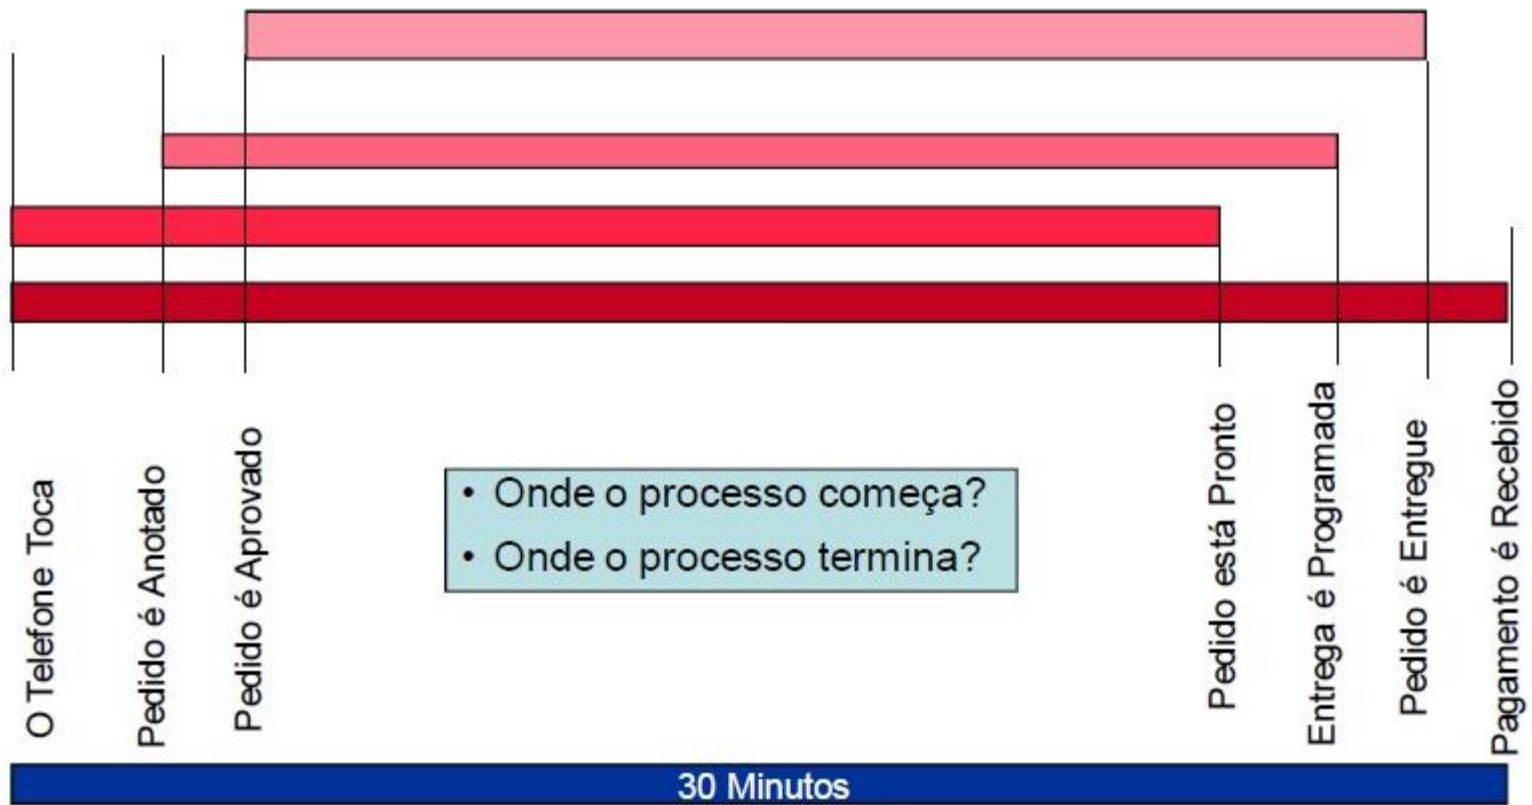 • Onde o processo começa?
• Onde o processo termina?
O Telefone Toca
Pedido é Anotado
Pedido é Aprovado
Pedido está Pronto
Entrega é Programada
Pedido é Entregue
Pagamento é Recebido
30 Minutos